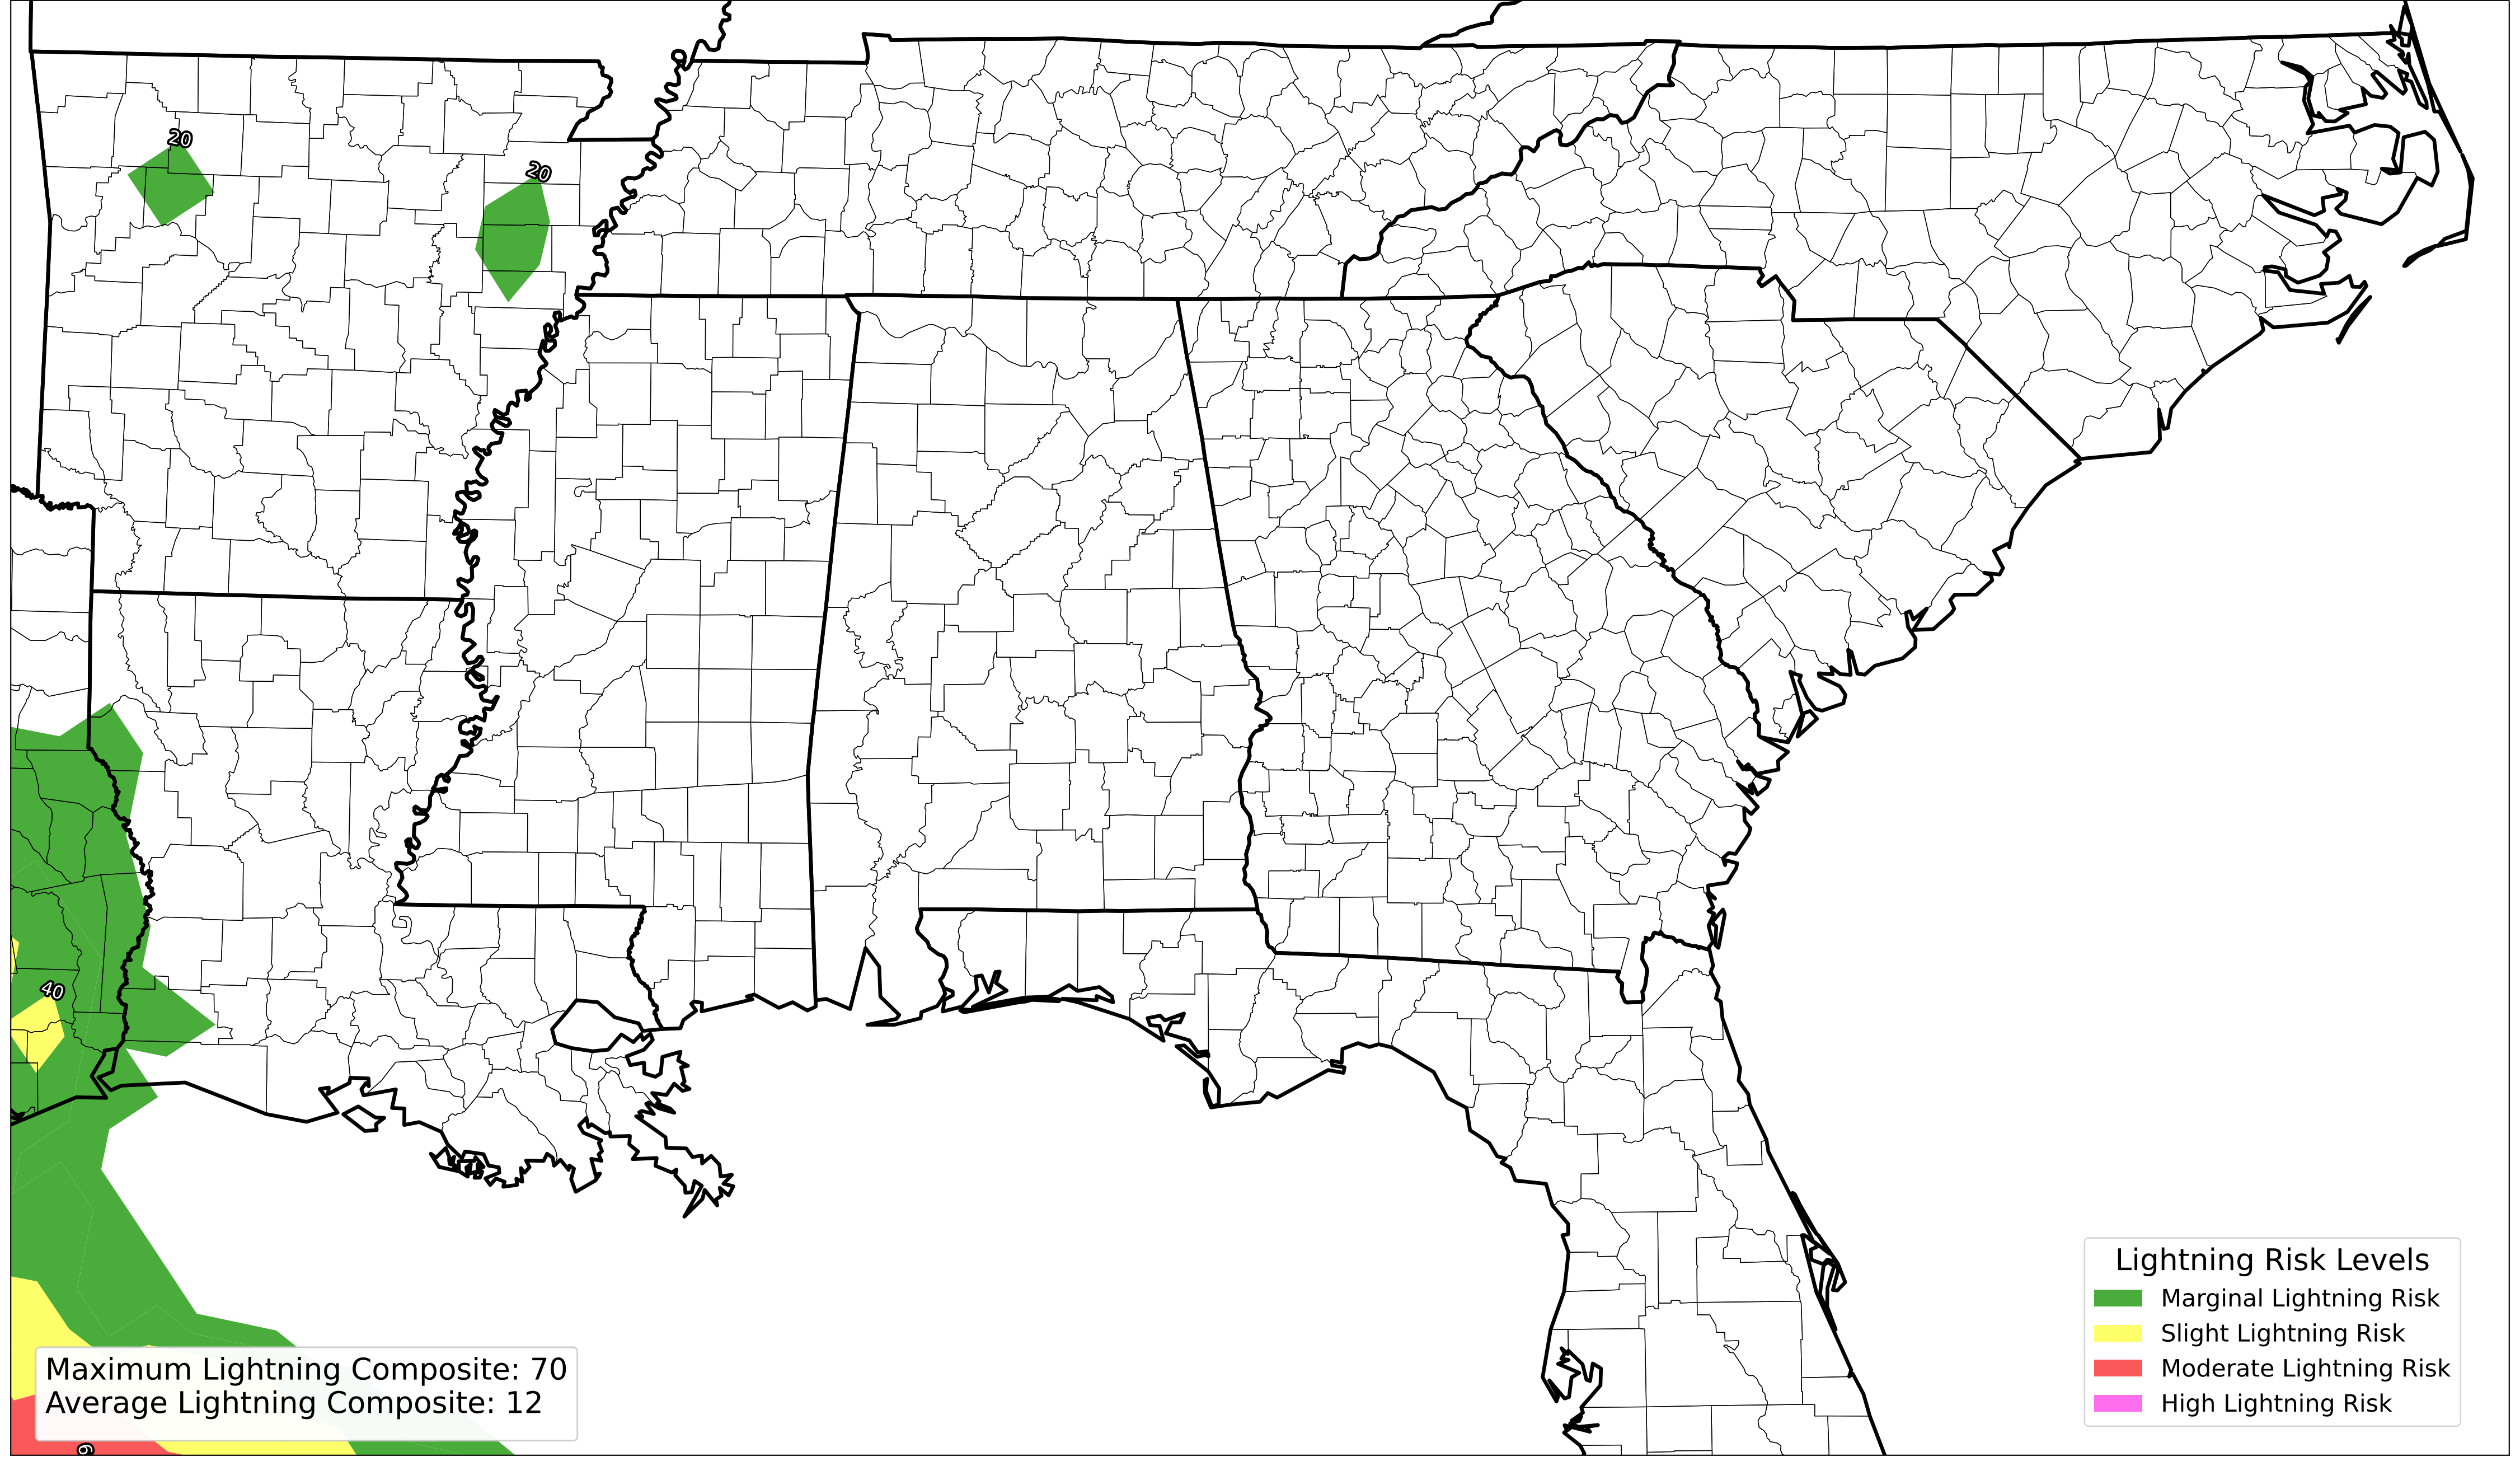 20
20
40
Lightning Risk Levels
Marginal Lightning Risk
Slight Lightning Risk
Moderate Lightning Risk
High Lightning Risk
Maximum Lightning Composite: 70
Average Lightning Composite: 12